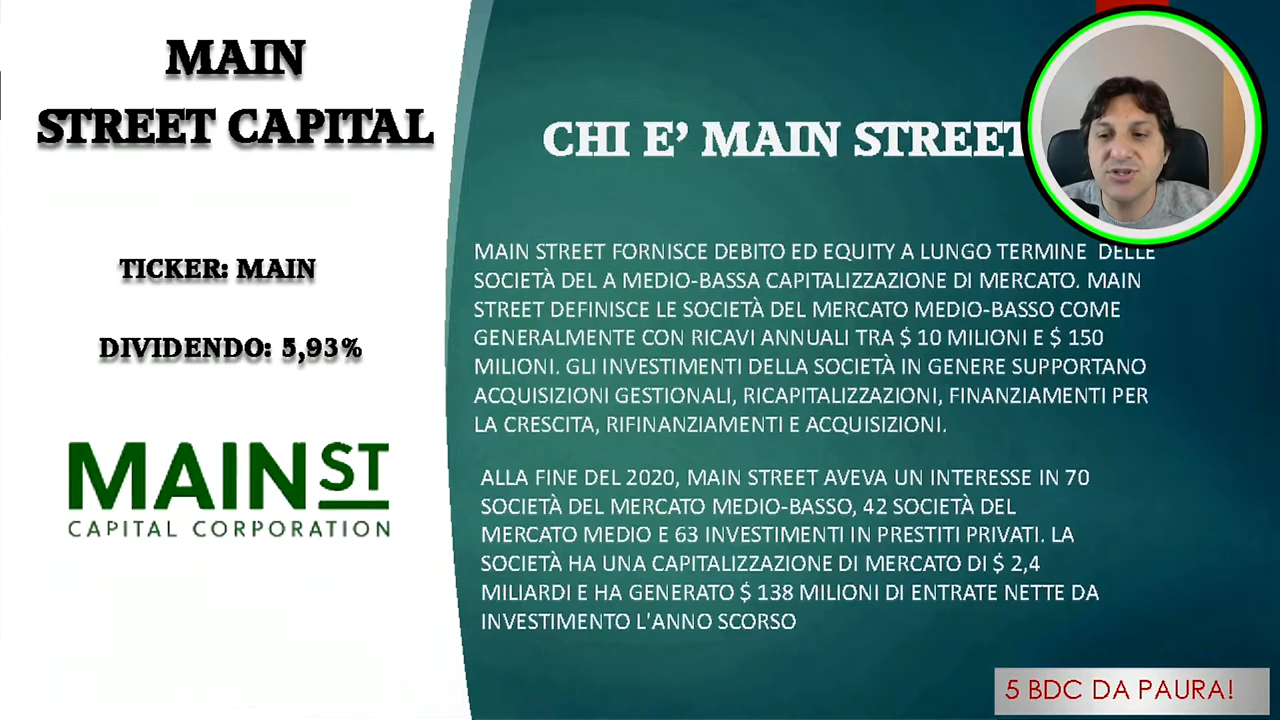 MAIN
STREET CAPITAL
TICKER: MAIN
DIVIDENDO: 5,93%
MAIN ST
CAPITAL CORPORATION
CHI E’ MAIN STREET
MAIN STREET FORNISCE DEBITO ED EQUITY A LUNGO TERMINE DELLE
SOCIETÀ DEL A MEDIO-BASSA CAPITALIZZAZIONE DI MERCATO. MAIN
STREET DEFINISCE LE SOCIETÀ DEL MERCATO MEDIO-BASSO COME
GENERALMENTE CON RICAVI ANNUALI TRA $ 10 MILIONI E $ 150
MILIONI. GLI INVESTIMENTI DELLA SOCIETÀ IN GENERE SUPPORTANO
ACQUISIZIONI GESTIONALI, RICAPITALIZZAZIONI, FINANZIAMENTI PER
LA CRESCITA, RIFINANZIAMENTI E ACQUISIZIONI.
ALLA FINE DEL 2020, MAIN STREET AVEVA UN INTERESSE IN 70
SOCIETÀ DEL MERCATO MEDIO-BASSO, 42 SOCIETÀ DEL
MERCATO MEDIO E 63 INVESTIMENTI IN PRESTITI PRIVATI. LA
SOCIETÀ HA UNA CAPITALIZZAZIONE DI MERCATO DI $ 2,4
MILIARDI E HA GENERATO $ 138 MILIONI DI ENTRATE NETTE DA
INVESTIMENTO L'ANNO SCORSO
5 BDC DA PAURA!